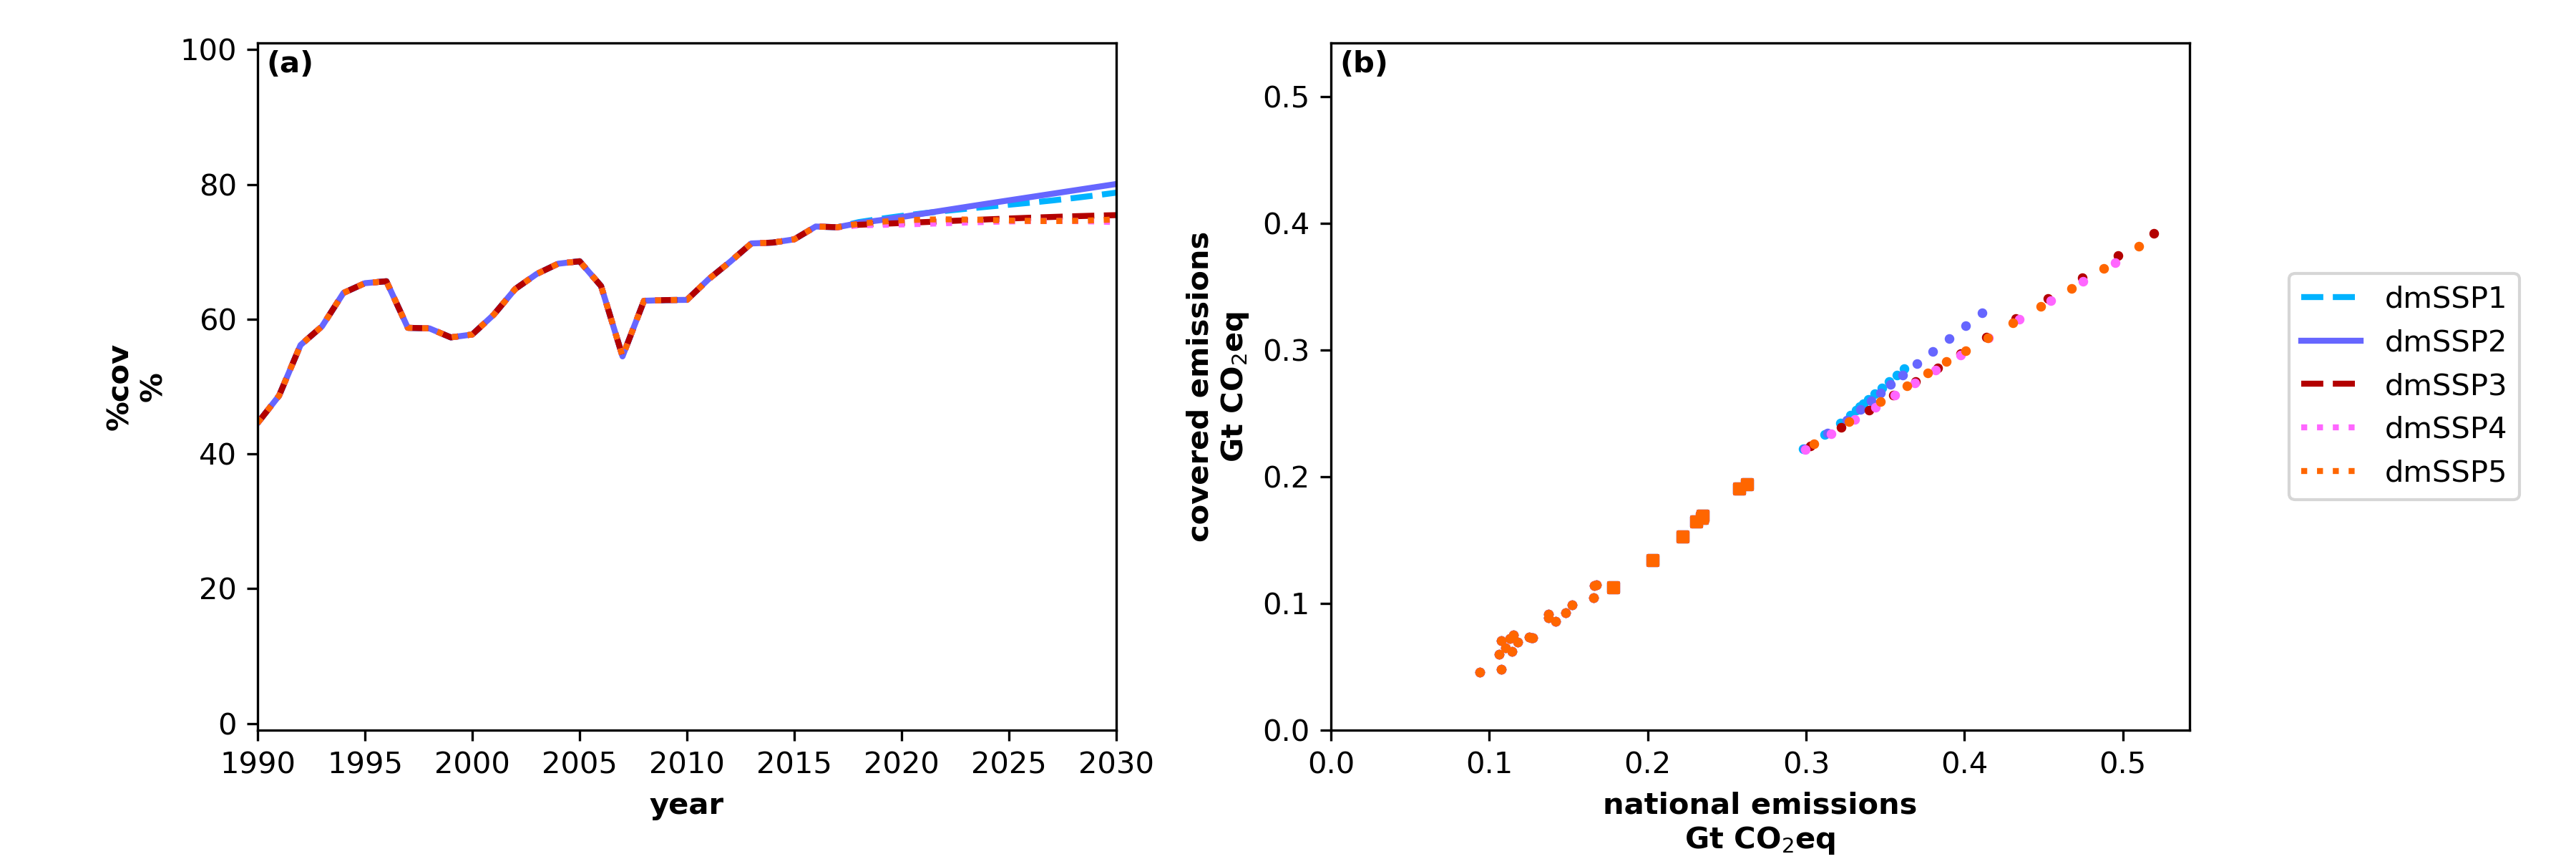 (a)
100
80
60
40
20
0
%cov
%
1990 1995 2000 2005 2010 2015 2020 2025 2030
year
(b)
0.5
0.4
0.3
0.2
0.1
0.0
covered emissions
Gt CO₂eq
0.0 0.1 0.2 0.3 0.4 0.5
national emissions
Gt CO₂eq
dmSSP1
dmSSP2
dmSSP3
dmSSP4
dmSSP5